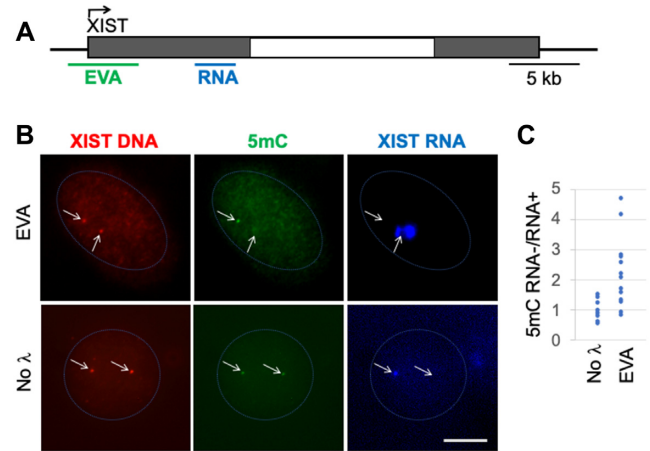 A
XIST
EVA
RNA
5 kb
B
XIST DNA
5mC
XIST RNA
C
EVA
No λ
5mC RNA-/RNA+
5
4
3
2
1
0
No λ
EVA